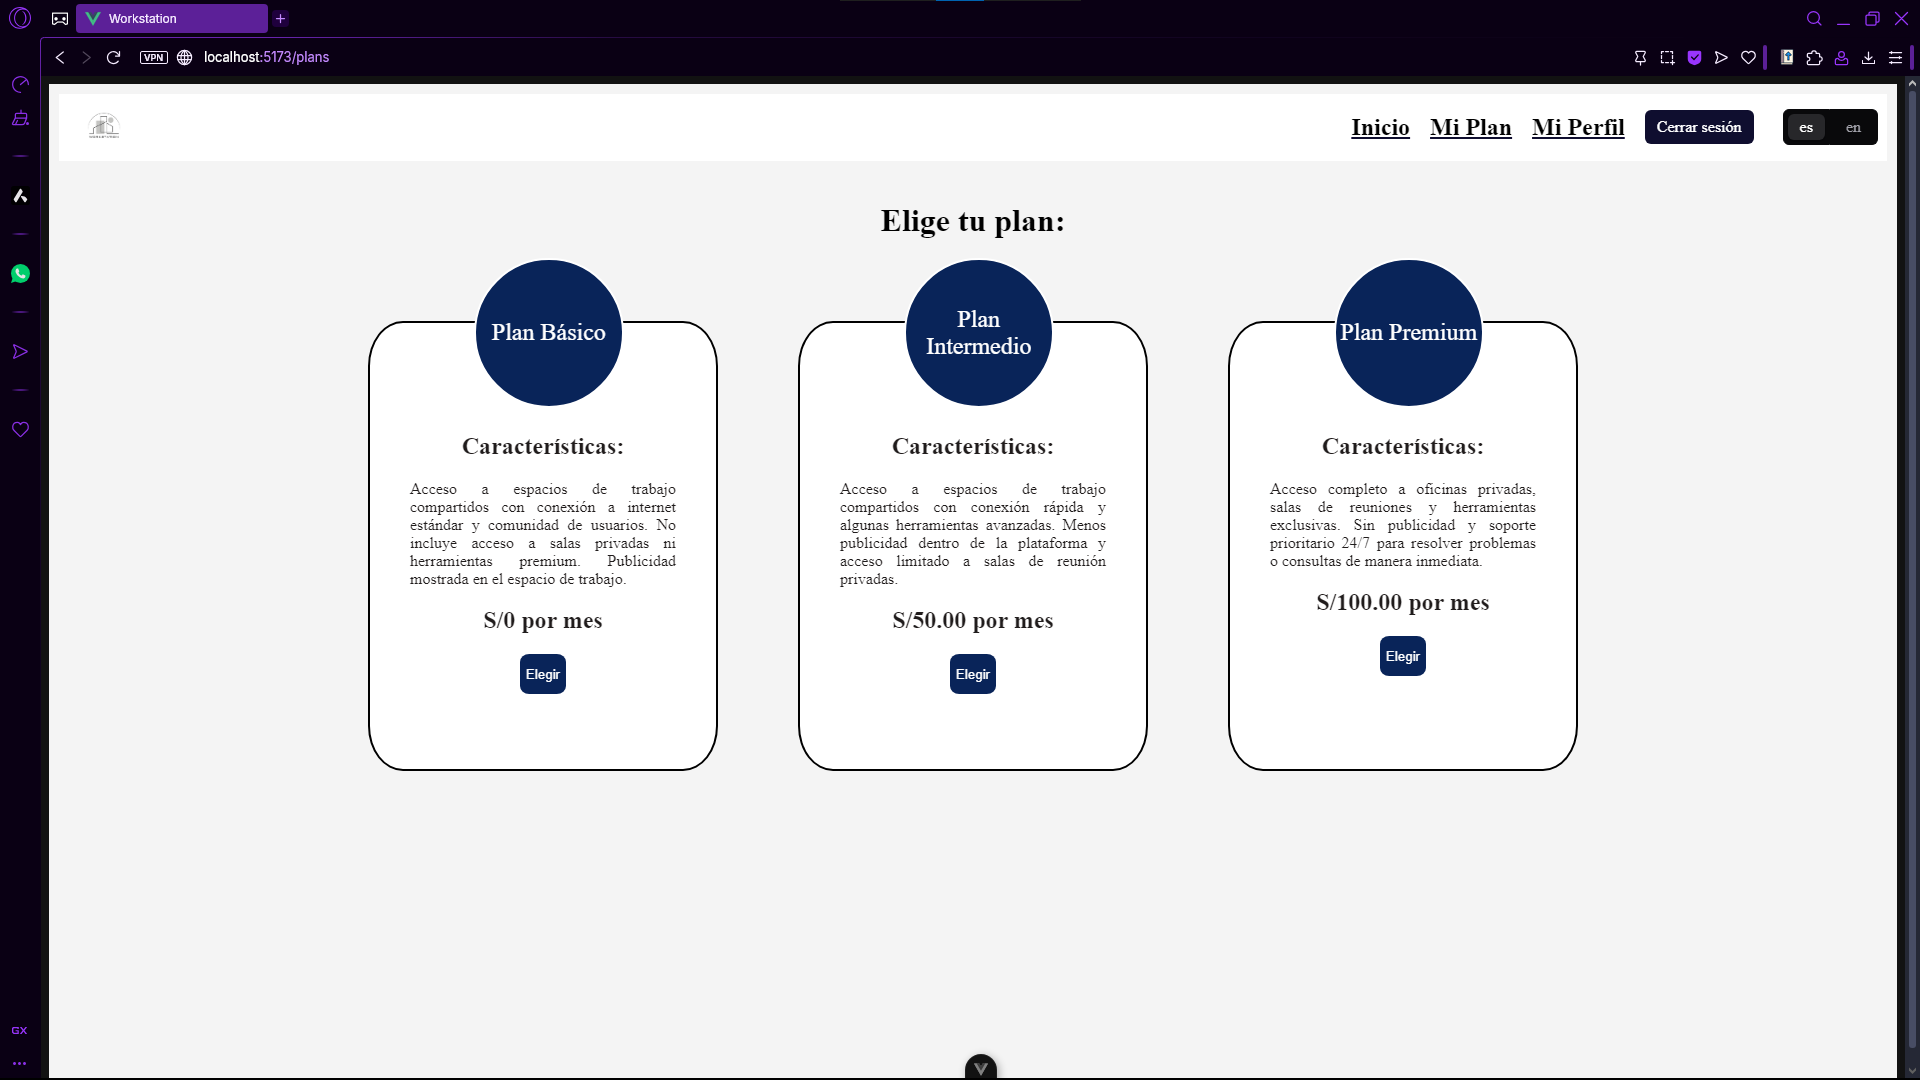 Workstation
VPN
localhost:5173/plans
Inicio
Mi Plan
Mi Perfil
Cerrar sesión
es
en
Elige tu plan:
Plan Básico
Características:
Acceso a espacios de trabajo
compartidos con conexión a internet
estándar y comunidad de usuarios. No
incluye acceso a salas privadas ni
herramientas premium. Publicidad
mostrada en el espacio de trabajo.
S/0 por mes
Elegir
Plan
Intermedio
Características:
Acceso a espacios de trabajo
compartidos con conexión rápida y
algunas herramientas avanzadas. Menos
publicidad dentro de la plataforma y
acceso limitado a salas de reunión
privadas.
S/50.00 por mes
Elegir
Plan Premium
Características:
Acceso completo a oficinas privadas,
salas de reuniones y herramientas
exclusivas. Sin publicidad y soporte
prioritario 24/7 para resolver problemas
o consultas de manera inmediata.
S/100.00 por mes
Elegir
GX